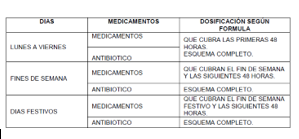 DIAS
MEDICAMENTOS
DOSIFICACIÓN SEGÚN
FORMULA
LUNES A VIERNES
MEDICAMENTOS
QUE CUBRA LAS PRIMERAS 48
HORAS
ANTIBIOTICO
ESQUEMA COMPLETO.
FINES DE SEMANA
MEDICAMENTOS
QUE CUBRAN EL FIN DE SEMANA
Y LAS SIGUIENTES 48 HORAS.
ANTIBIOTICO
ESQUEMA COMPLETO.
DIAS FESTIVOS
MEDICAMENTOS
QUE CUBRAN EL FIN DE SEMANA
FESTIVO Y LAS SIGUIENTES 48
HORAS.
ANTIBIOTICO
ESQUEMA COMPLETO.